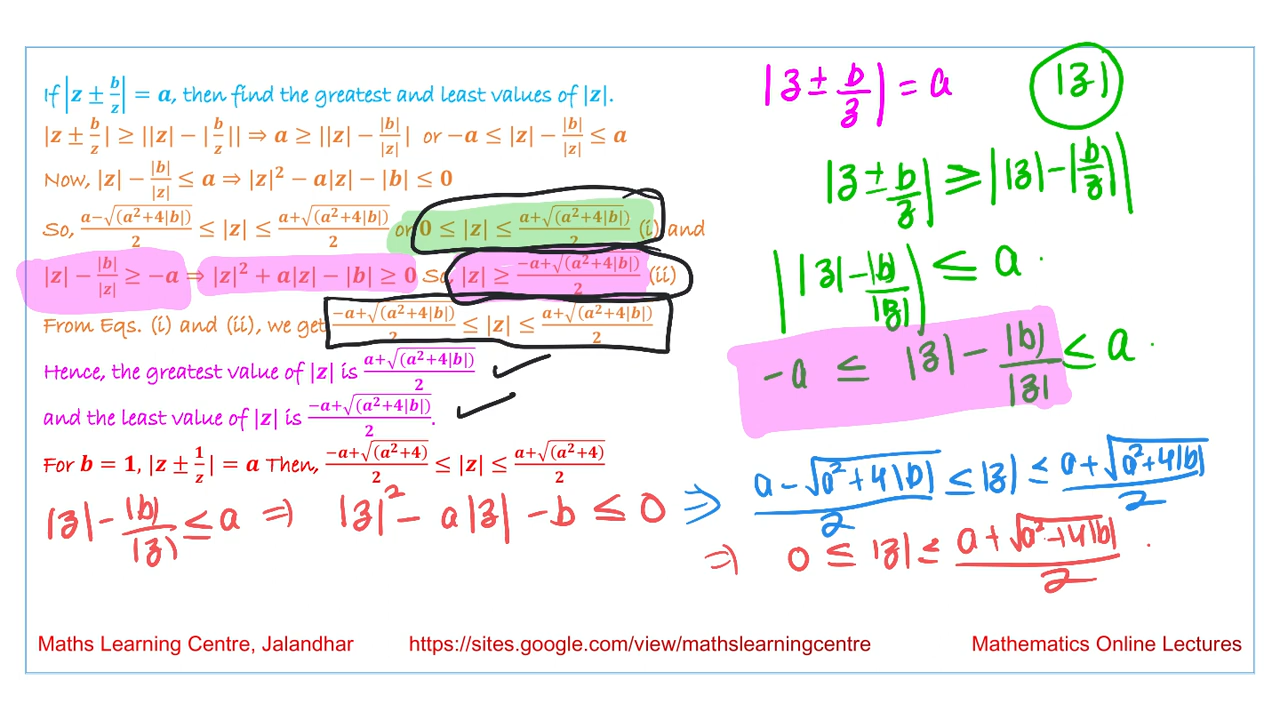 If |z ± b/z| = a, then find the greatest and least values of |z|.
|z ± b/z| ≥ ||z| − |b/z|| ⇒ a ≥ ||z| − |b|/|z|| or −a ≤ |z| − |b|/|z| ≤ a
Now, |z| − |b|/|z| ≤ a ⇒ |z|² − a|z| − |b| ≤ 0
So, (a−√(a²+4|b|))/2 ≤ |z| ≤ (a+√(a²+4|b|))/2 or 0 ≤ |z| ≤ (a+√(a²+4|b|))/2 (i) and
|z| − |b|/|z| ≥ −a ⇒ |z|² + a|z| − |b| ≥ 0 So, |z| ≥ (−a+√(a²+4|b|))/2 (ii)
From Eqs. (i) and (ii), we get (−a+√(a²+4|b|))/2 ≤ |z| ≤ (a+√(a²+4|b|))/2
Hence, the greatest value of |z| is (a+√(a²+4|b|))/2
and the least value of |z| is (−a+√(a²+4|b|))/2.
For b = 1, |z ± 1/z| = a Then, (−a+√(a²+4))/2 ≤ |z| ≤ (a+√(a²+4))/2
|z| − |b|/|z| ≤ a ⇒ |z|² − a|z| − b ≤ 0 ⇒ (a − √(a²+4|b|))/2 ≤ |z| ≤ (a + √(a²+4|b|))/2
⇒ 0 ≤ |z| ≤ (a + √(a²+4|b|))/2
|z ± b/z| = a
|z|
|z ± b/z| ≥ ||z| − |b/z||
||z| − |b|/|z|| ≤ a
−a ≤ |z| − |b|/|z| ≤ a
Maths Learning Centre, Jalandhar
https://sites.google.com/view/mathslearningcentre
Mathematics Online Lectures